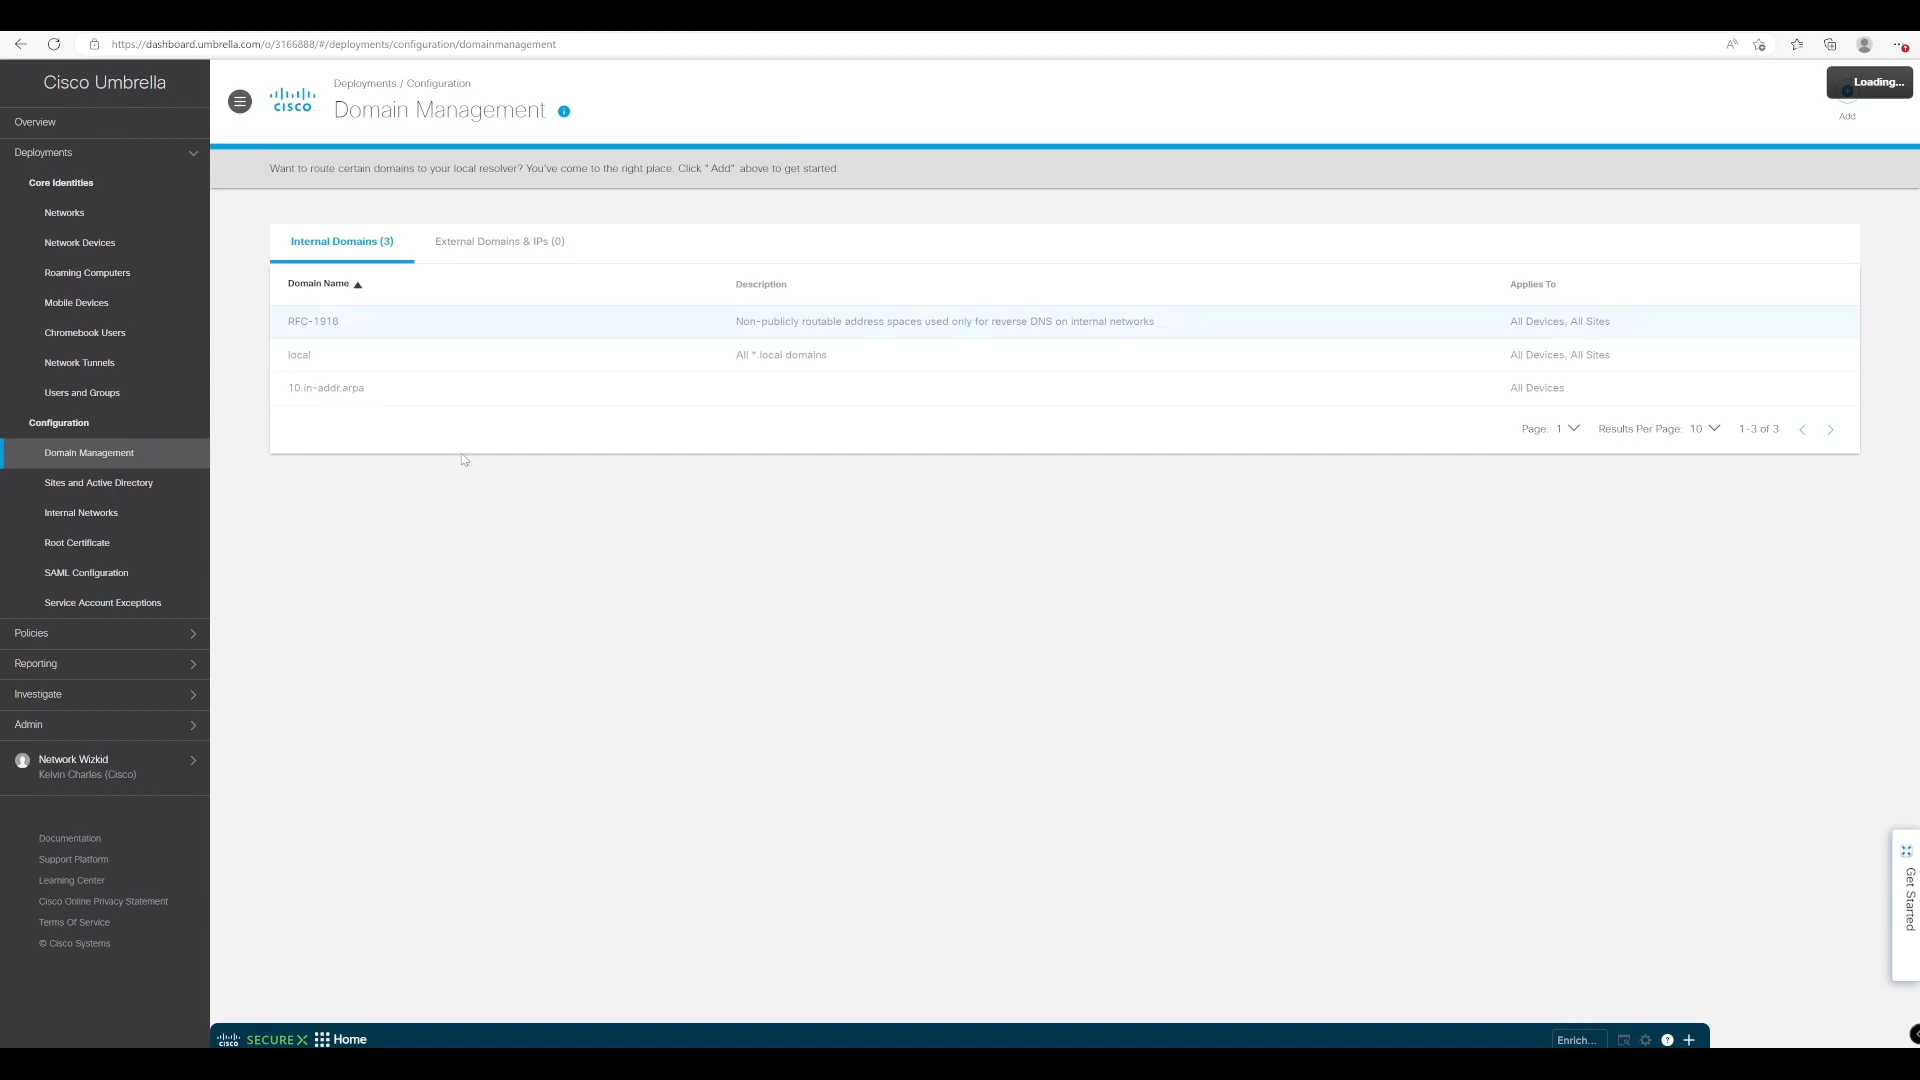 https://dashboard.umbrella.com/o/3166888/#/deployments/configuration/domainmanagement
Cisco Umbrella
Overview
Deployments
Core Identities
Networks
Network Devices
Roaming Computers
Mobile Devices
Chromebook Users
Network Tunnels
Users and Groups
Configuration
Domain Management
Sites and Active Directory
Internal Networks
Root Certificate
SAML Configuration
Service Account Exceptions
Policies
Reporting
Investigate
Admin
Network Wizkid
Kelvin Charles (Cisco)
Documentation
Support Platform
Learning Center
Cisco Online Privacy Statement
Terms Of Service
© Cisco Systems
CISCO
Deployments / Configuration
Domain Management
Loading...
Add
Want to route certain domains to your local resolver? You've come to the right place. Click "Add" above to get started.
Internal Domains (3) External Domains & IPs (0)
Domain Name Description Applies To
RFC-1918 Non-publicly routable address spaces used only for reverse DNS on internal networks All Devices, All Sites
local All *.local domains All Devices, All Sites
10.in-addr.arpa All Devices
Page: 1 Results Per Page: 10 1-3 of 3
Get Started
CISCO SECUREX Home Enrich...